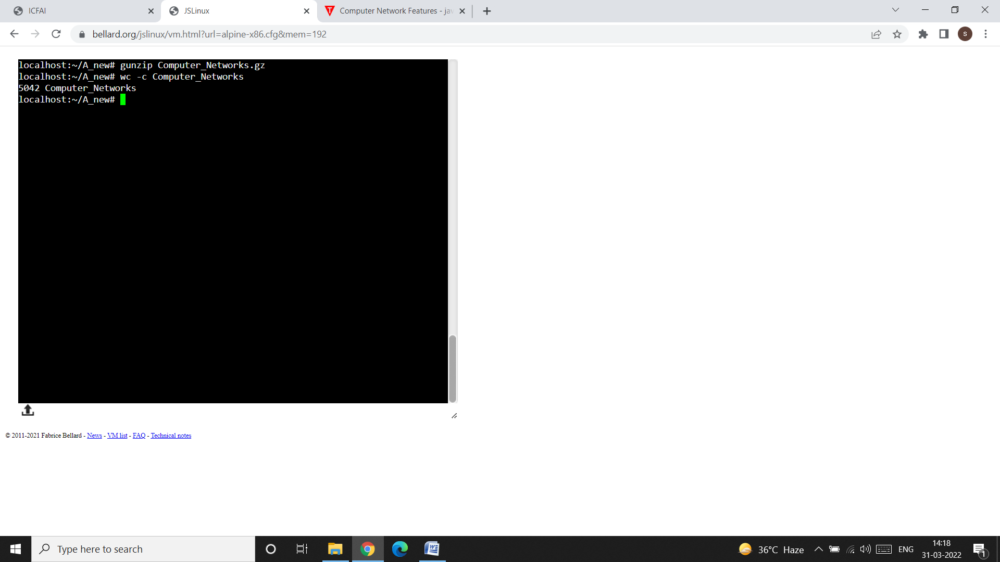 ICFAI
JSLinux
Computer Network Features - jav
bellard.org/jslinux/vm.html?url=alpine-x86.cfg&mem=192
S
localhost:~/A_new# gunzip Computer_Networks.gz
localhost:~/A_new# wc -c Computer_Networks
5042 Computer_Networks
localhost:~/A_new#
© 2011-2021 Fabrice Bellard - News - VM list - FAQ - Technical notes
Type here to search
36°C Haze
ENG
14:18
31-03-2022
1